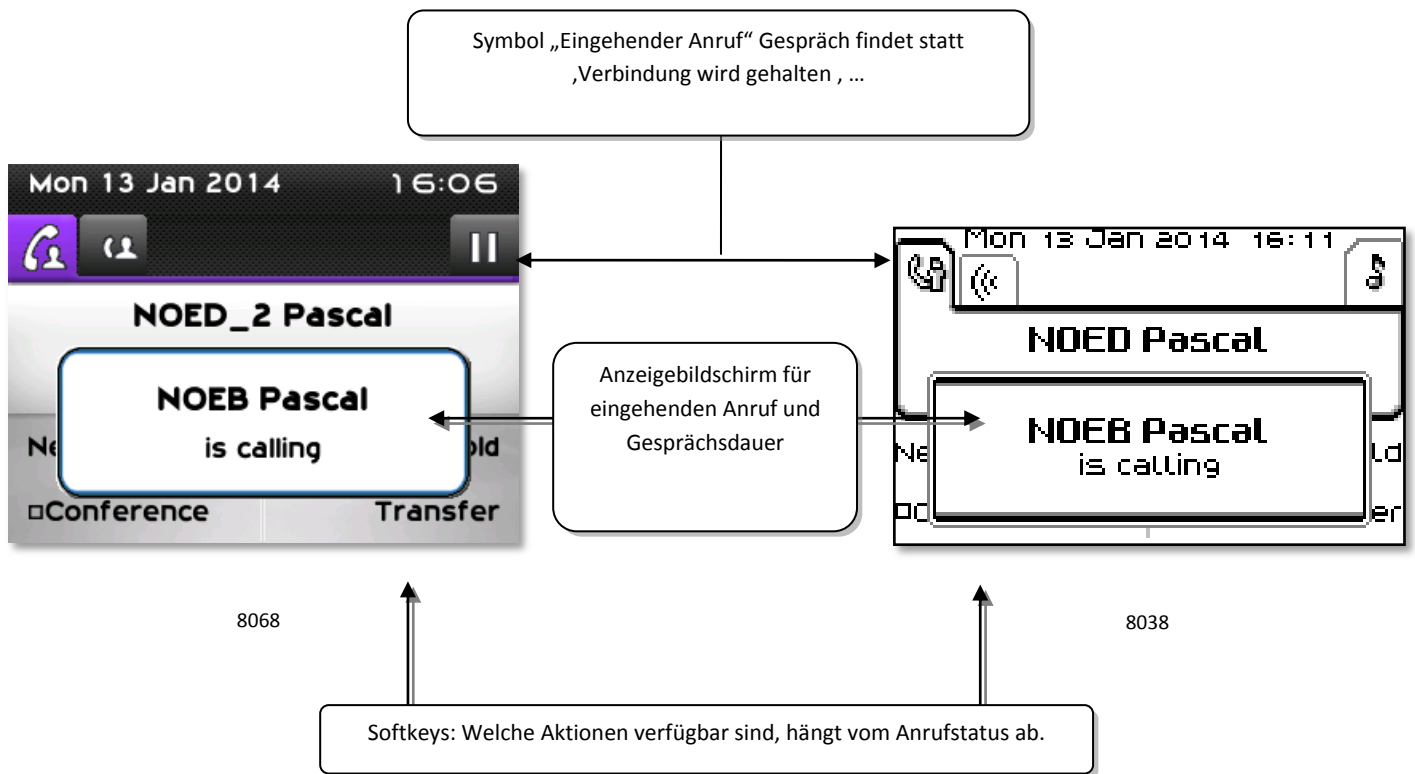 Symbol „Eingehender Anruf“ Gespräch findet statt
,Verbindung wird gehalten , ...
Mon 13 Jan 2014 16:06
NOED_2 Pascal
NOEB Pascal
is calling
Conference Transfer
Mon 13 Jan 2014 16:11
NOED Pascal
NOEB Pascal
is calling
Anzeigebildschirm für
eingehenden Anruf und
Gesprächsdauer
8068
8038
Softkeys: Welche Aktionen verfügbar sind, hängt vom Anrufstatus ab.